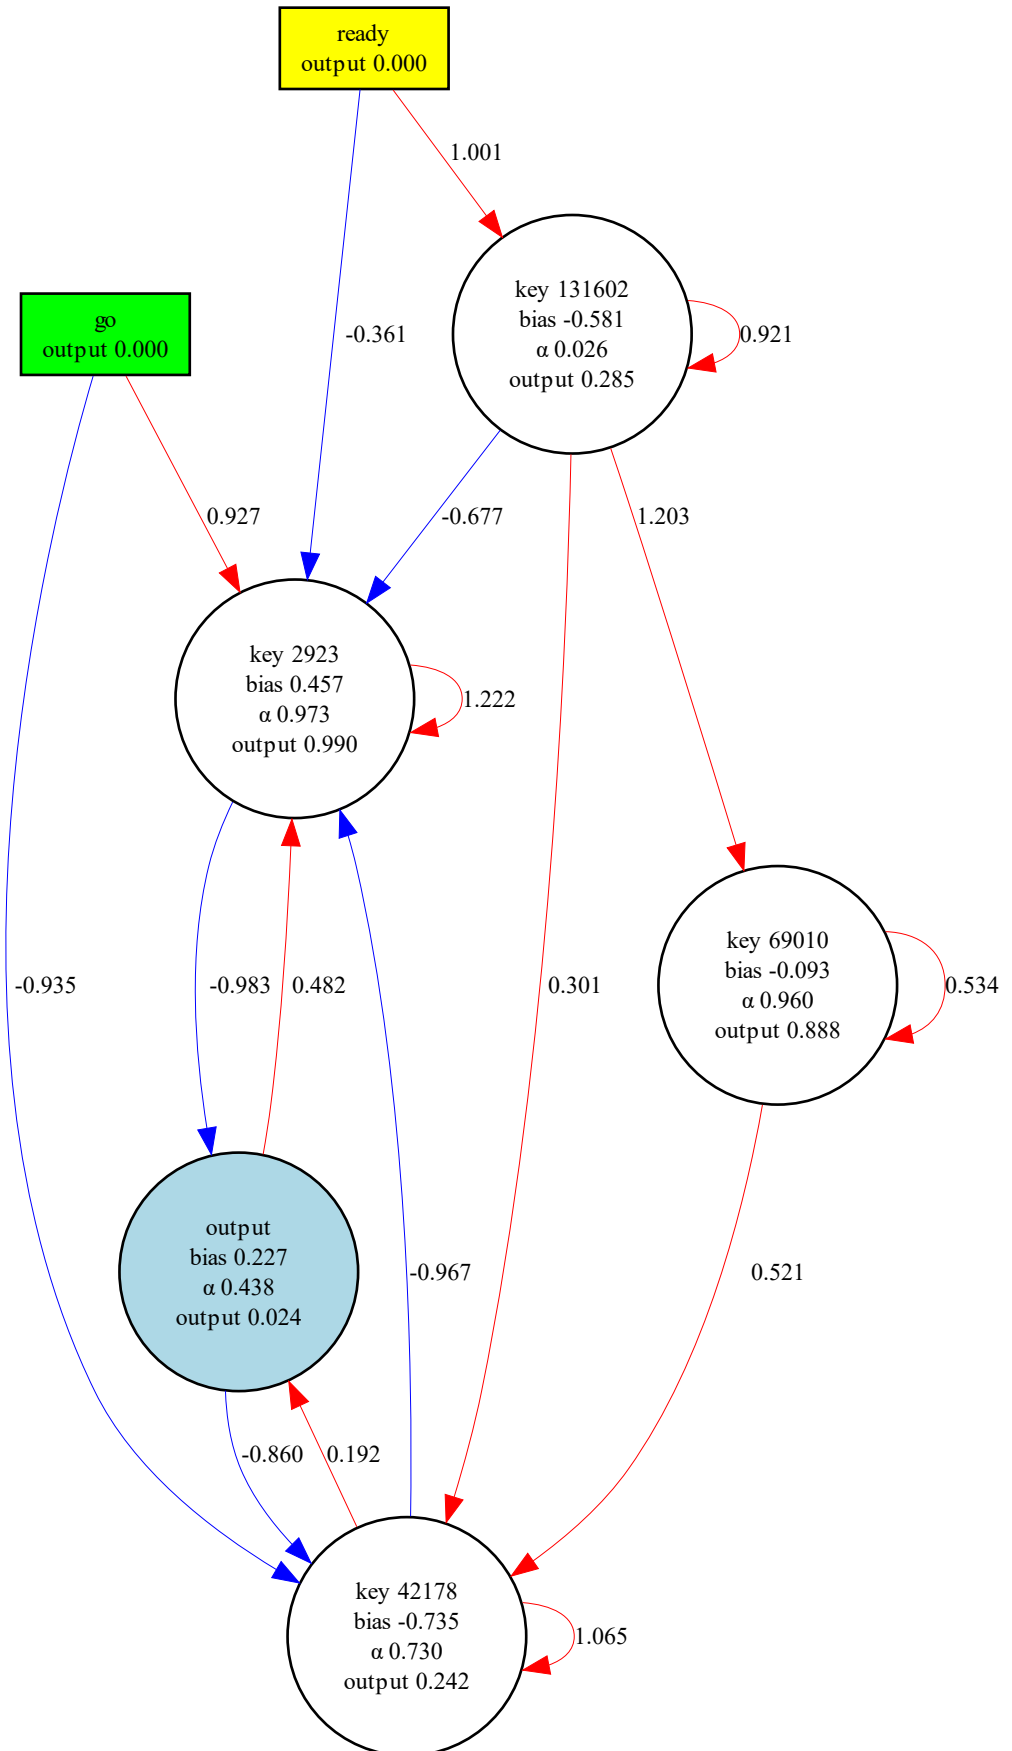 ready
output 0.000
1.001
key 131602
bias -0.581
α 0.026
output 0.285
0.921
go
output 0.000
-0.361
0.927
-0.677
1.203
key 2923
bias 0.457
α 0.973
output 0.990
1.222
key 69010
bias -0.093
α 0.960
output 0.888
0.534
-0.935
-0.983
0.482
0.301
output
bias 0.227
α 0.438
output 0.024
-0.967
0.521
-0.860
0.192
key 42178
bias -0.735
α 0.730
output 0.242
1.065